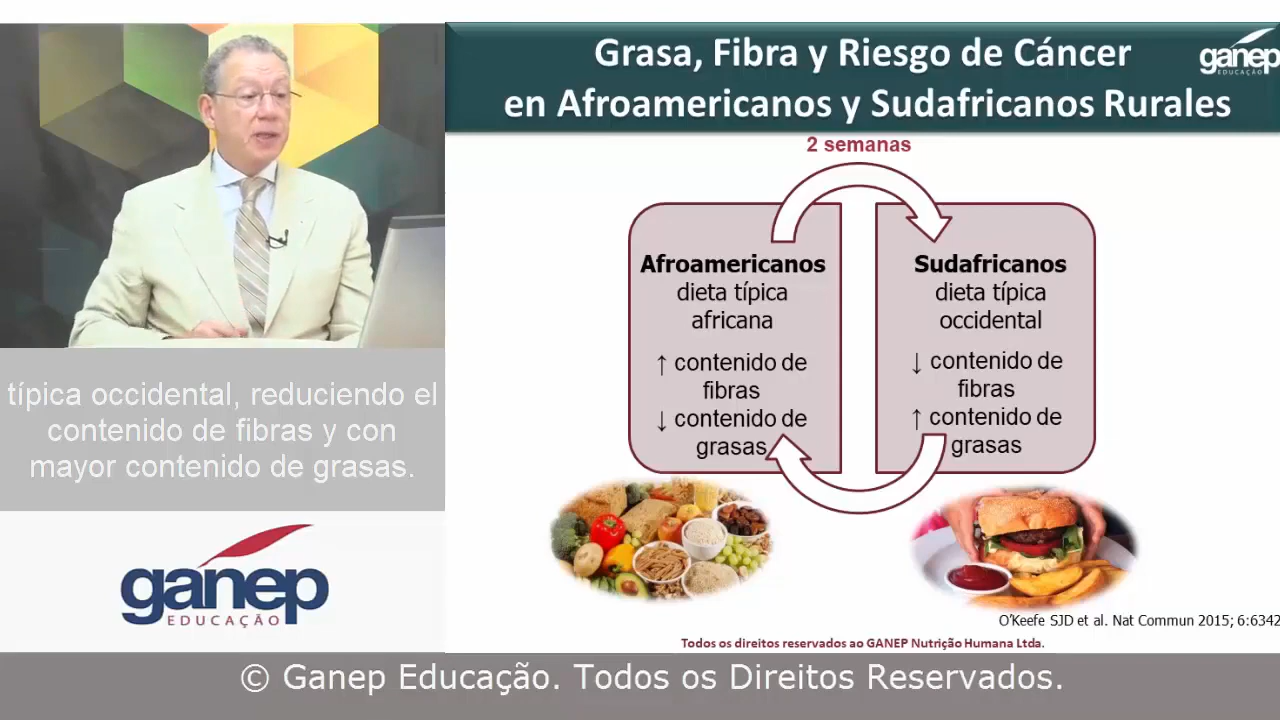 Grasa, Fibra y Riesgo de Cáncer
en Afroamericanos y Sudafricanos Rurales
ganep
EDUCAÇÃO
2 semanas
Afroamericanos
dieta típica
africana
↑ contenido de
fibras
↓ contenido de
grasas
Sudafricanos
dieta típica
occidental
↓ contenido de
fibras
↑ contenido de
grasas
típica occidental, reduciendo el
contenido de fibras y con
mayor contenido de grasas.
ganep
EDUCAÇÃO
O'Keefe SJD et al. Nat Commun 2015; 6:6342
Todos os direitos reservados ao GANEP Nutrição Humana Ltda.
© Ganep Educação. Todos os Direitos Reservados.